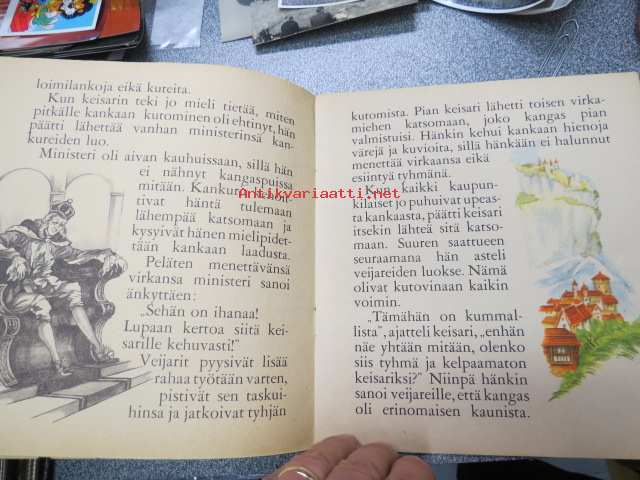 loimilankoja eikä kuteita.
Kun keisarin teki jo mieli tietää, miten
pitkälle kankaan kutominen oli ehtinyt, hän
päätti lähettää vanhan ministerinsä kan-
kureiden luo.
Ministeri oli aivan kauhuissaan, sillä hän
ei nähnyt kangaspuissa
mitään. Kankurit
tivat häntä tulemaan
lähempää katsomaan ja
kysyivät hänen mielipidet-
tään kankaan laadusta.
Peläten menettävänsä
virkansa ministeri sanoi
änkyttäen:
„Sehän on ihanaa!
Lupaan kertoa siitä kei-
sarille kehuvasti!"
Veijarit pyysivät lisää
rahaa työtään varten,
pistivät sen taskui-
hinsa ja jatkoivat tyhjän
kutomista. Pian keisari lähetti toisen virka-
miehen katsomaan, joko kangas pian
valmistuisi. Hänkin kehui kankaan hienoja
värejä ja kuvioita, sillä hänkään ei halunnut
menettää virkaansa eikä
esiintyä tyhmänä.
Kun kaikki kaupun-
kilaiset jo puhuivat upeas-
ta kankaasta, päätti keisari
itsekin lähteä sitä katso-
maan. Suuren saattueen
seuraamana hän asteli
veijareiden luokse. Nämä
olivat kutovinaan kaikin
voimin.
„Tämähän on kummal-
lista", ajatteli keisari, „enhän
näe yhtään mitään, olenko
siis tyhmä ja kelpaamaton
keisariksi?" Niinpä hänkin
sanoi veijareille, että kangas
oli erinomaisen kaunista.
Antikvariaatti.net